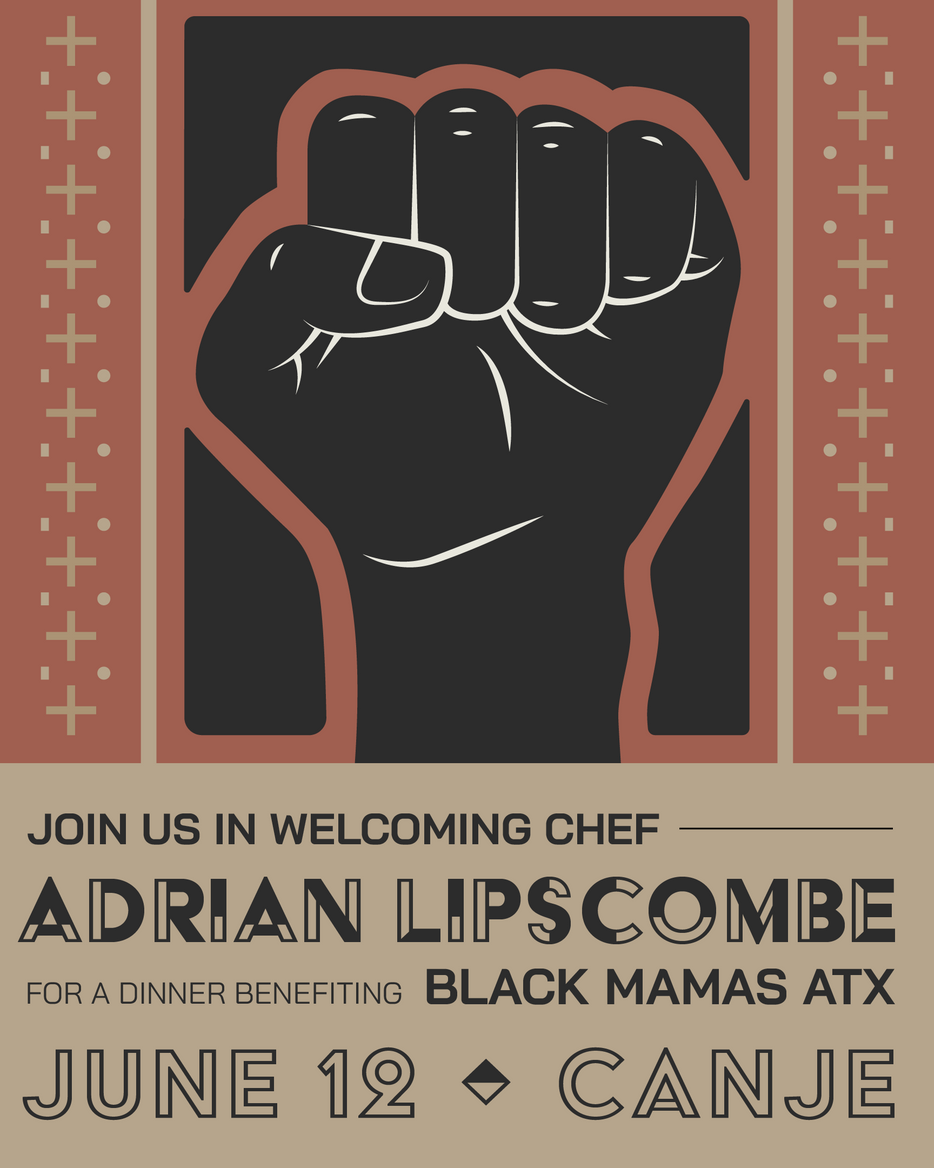 JOIN US IN WELCOMING CHEF
ADRIAN LIPSCOMBE
FOR A DINNER BENEFITING BLACK MAMAS ATX
JUNE 12 CANJE